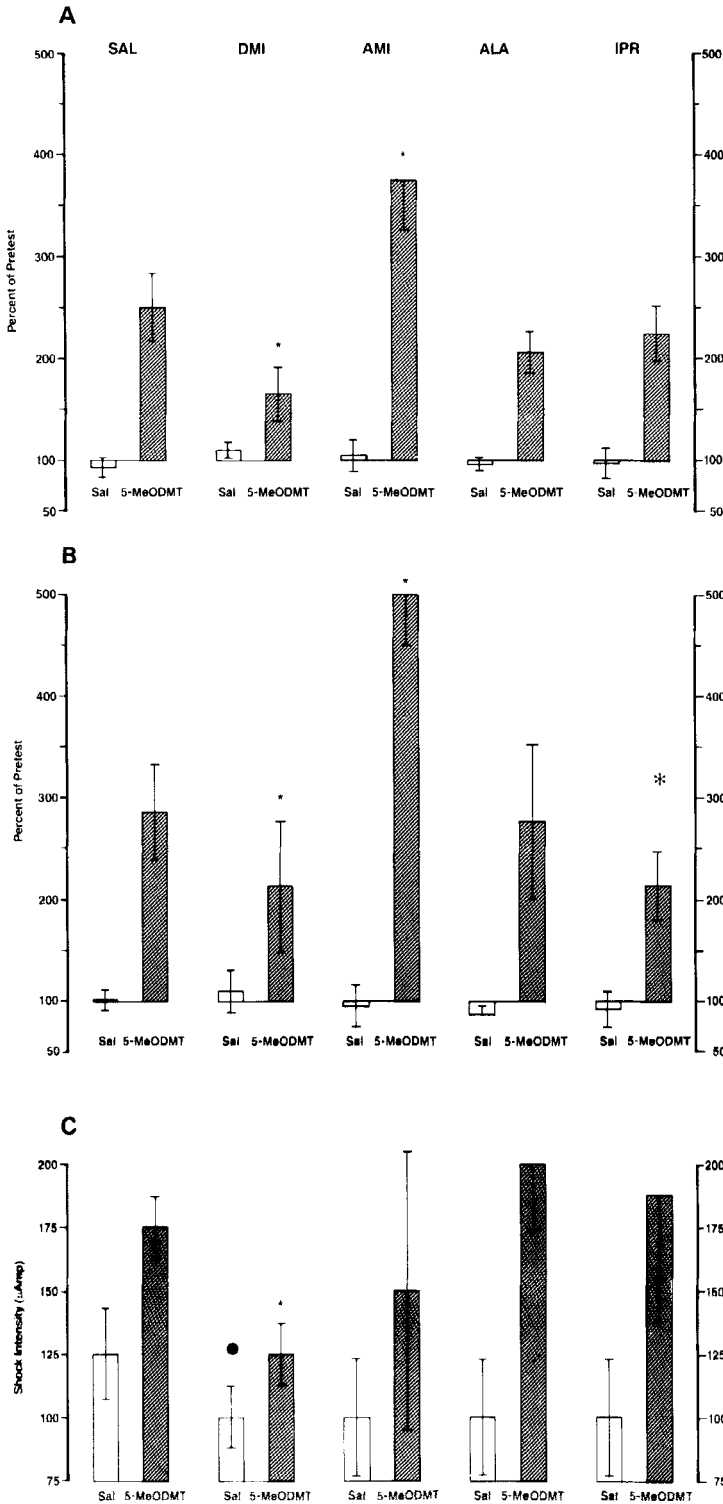 A
SAL DMI AMI ALA IPR
500 500
400 400
Percent of Pretest
300 300
200 200
100 100
Sal 5-MeODMT Sal 5-MeODMT Sal 5-MeODMT Sal 5-MeODMT Sal 5-MeODMT
50 50
B
500 * 500
400 400
Percent of Pretest
300 * * 300
200 200
100 100
Sal 5-MeODMT Sal 5-MeODMT Sal 5-MeODMT Sal 5-MeODMT Sal 5-MeODMT
50 50
C
200 200
175 175
Shock Intensity (µAmp)
150 * 150
125 125
100 100
75 75
Sal 5-MeODMT Sal 5-MeODMT Sal 5-MeODMT Sal 5-MeODMT Sal 5-MeODMT